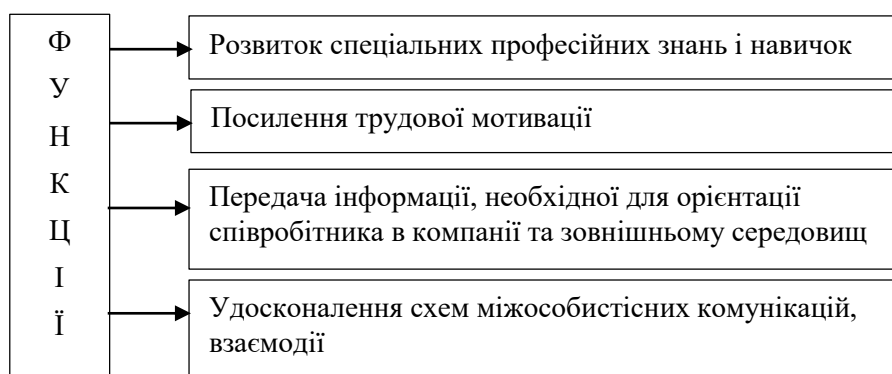 Ф
У
Н
К
Ц
І
Ї
Розвиток спеціальних професійних знань і навичок
Посилення трудової мотивації
Передача інформації, необхідної для орієнтації
співробітника в компанії та зовнішньому середовищ
Удосконалення схем міжособистісних комунікацій,
взаємодії